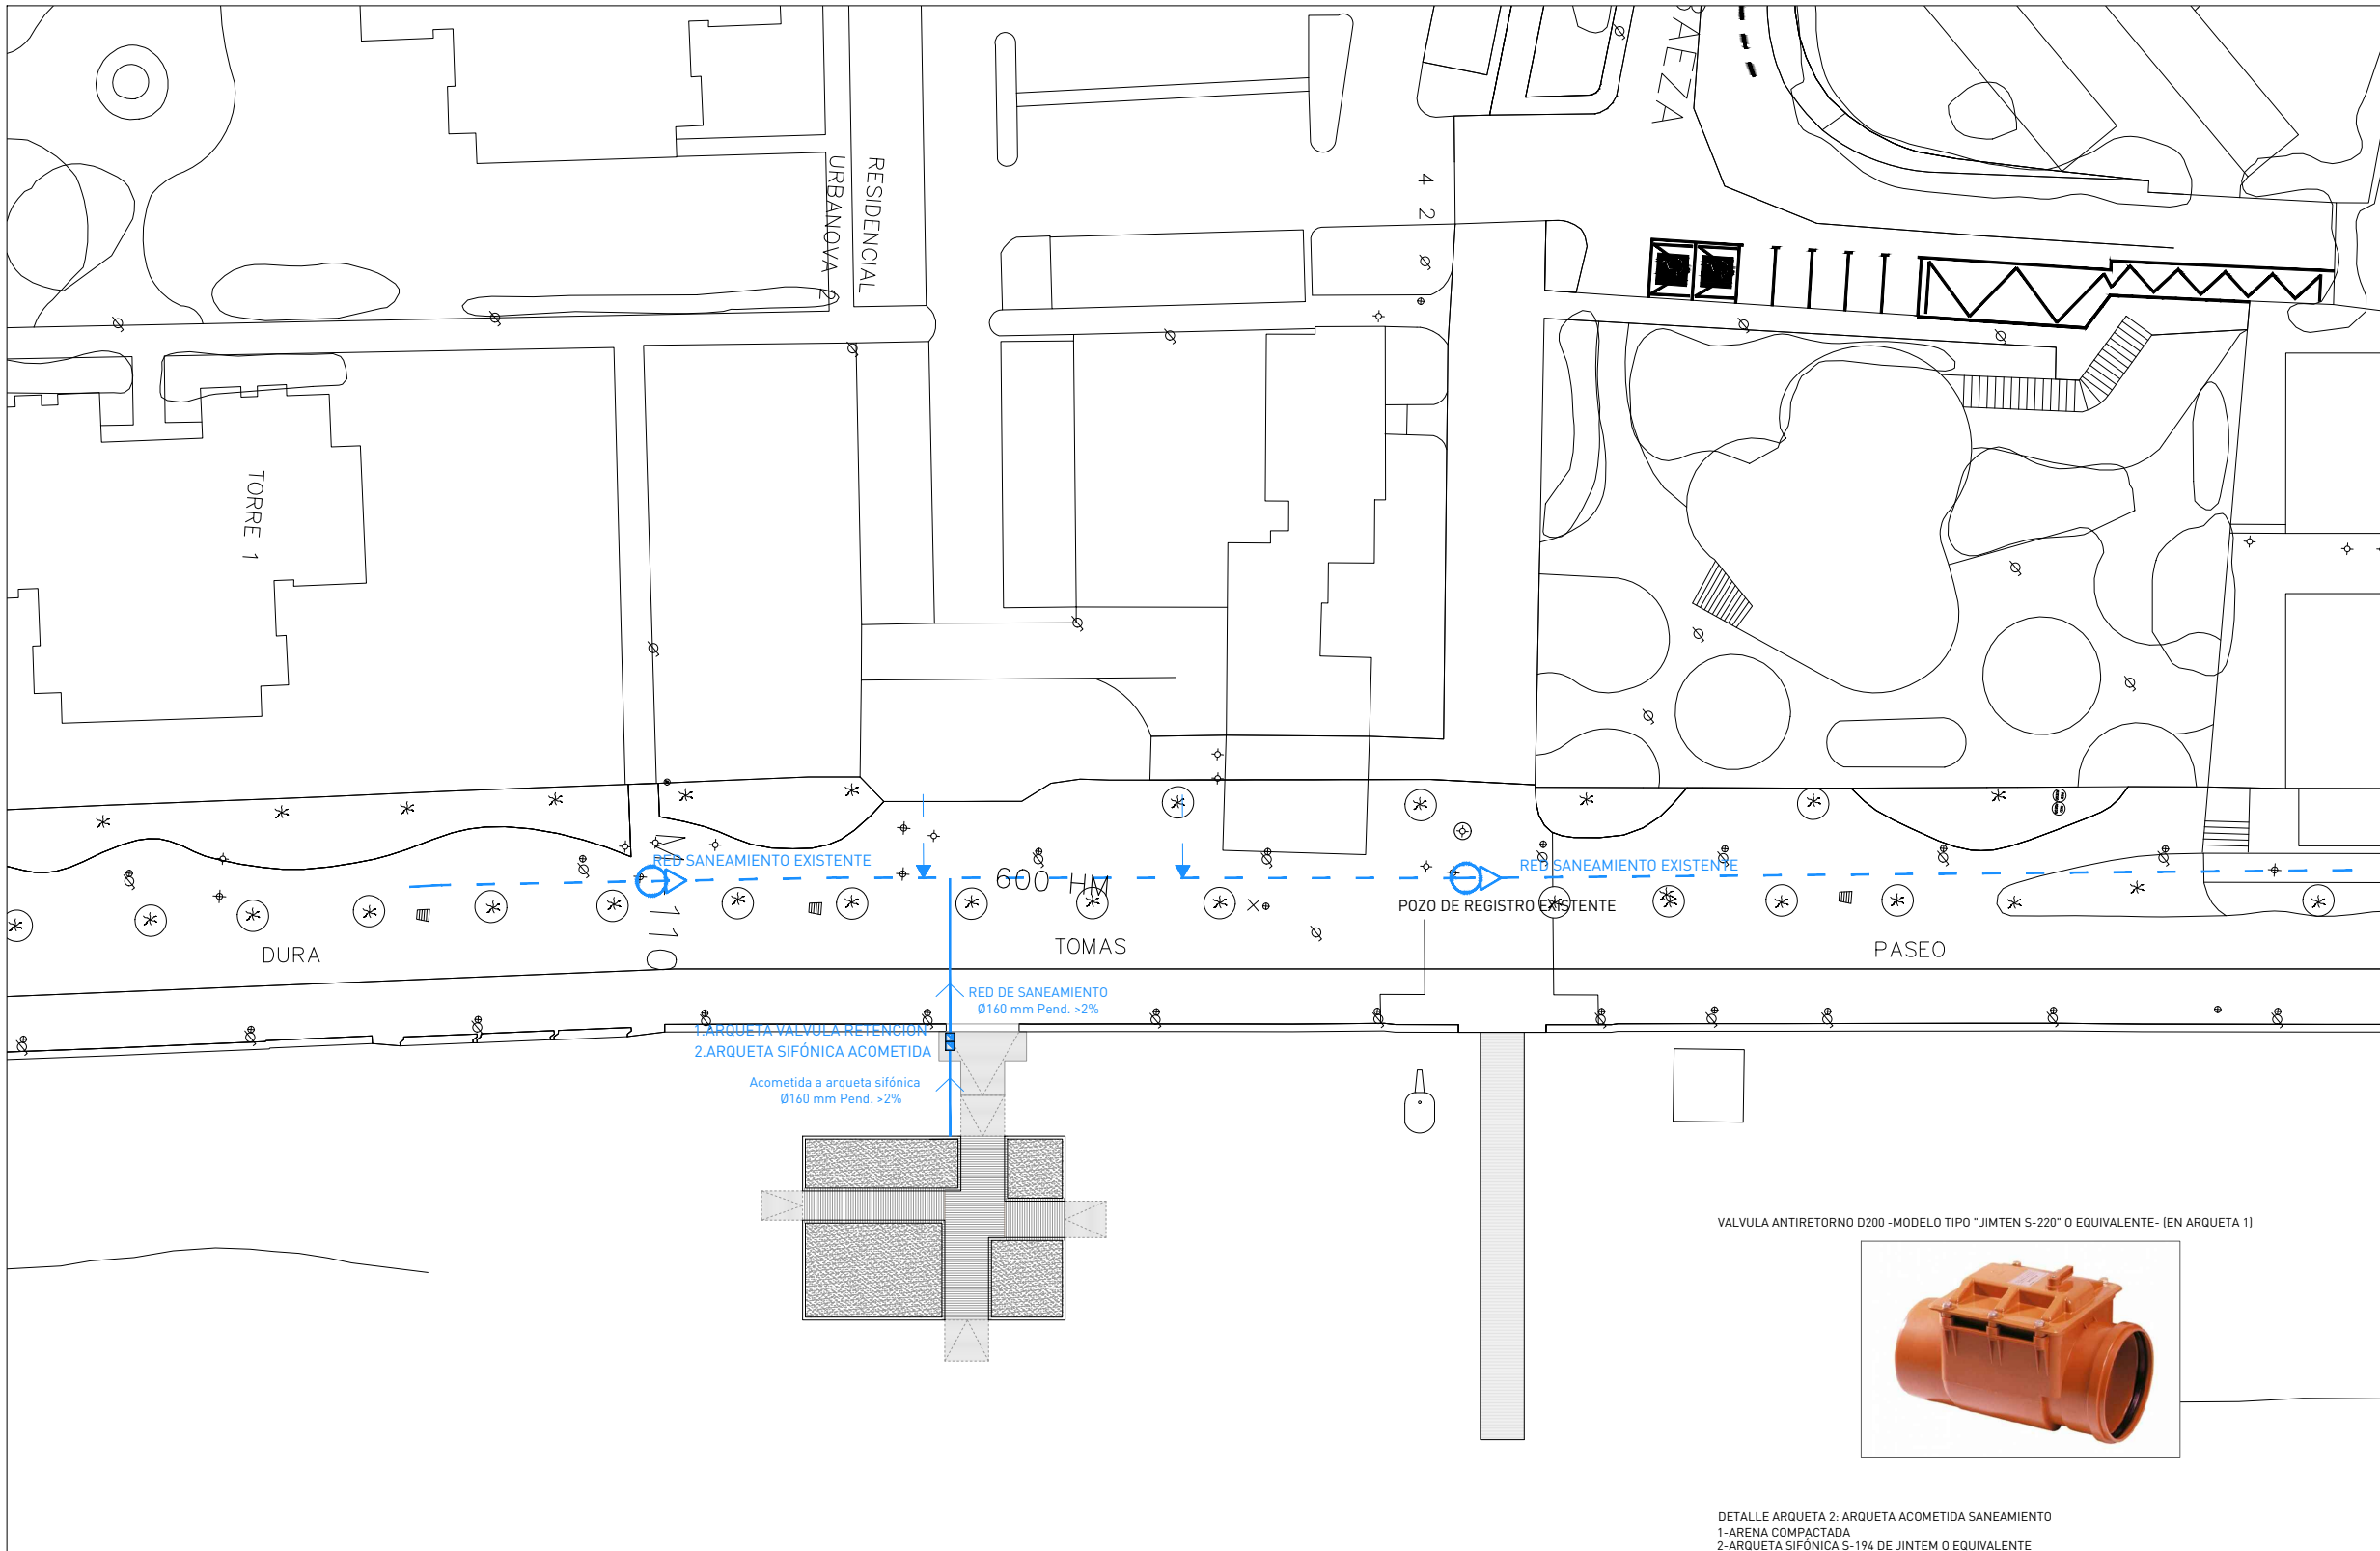 BAEZA
RESIDENCIAL
URBANOVA 2
4 2
TORRE 1
RED SANEAMIENTO EXISTENTE
600 HM
RED SANEAMIENTO EXISTENTE
POZO DE REGISTRO EXISTENTE
110
DURA
TOMAS
PASEO
RED DE SANEAMIENTO
Ø160 mm Pend. >2%
1.ARQUETA VALVULA RETENCION
2.ARQUETA SIFÓNICA ACOMETIDA
Acometida a arqueta sifónica
Ø160 mm Pend. >2%
VALVULA ANTIRETORNO D200 -MODELO TIPO "JIMTEN S-220" O EQUIVALENTE- (EN ARQUETA 1)
DETALLE ARQUETA 2: ARQUETA ACOMETIDA SANEAMIENTO
1-ARENA COMPACTADA
2-ARQUETA SIFÓNICA S-194 DE JINTEM O EQUIVALENTE